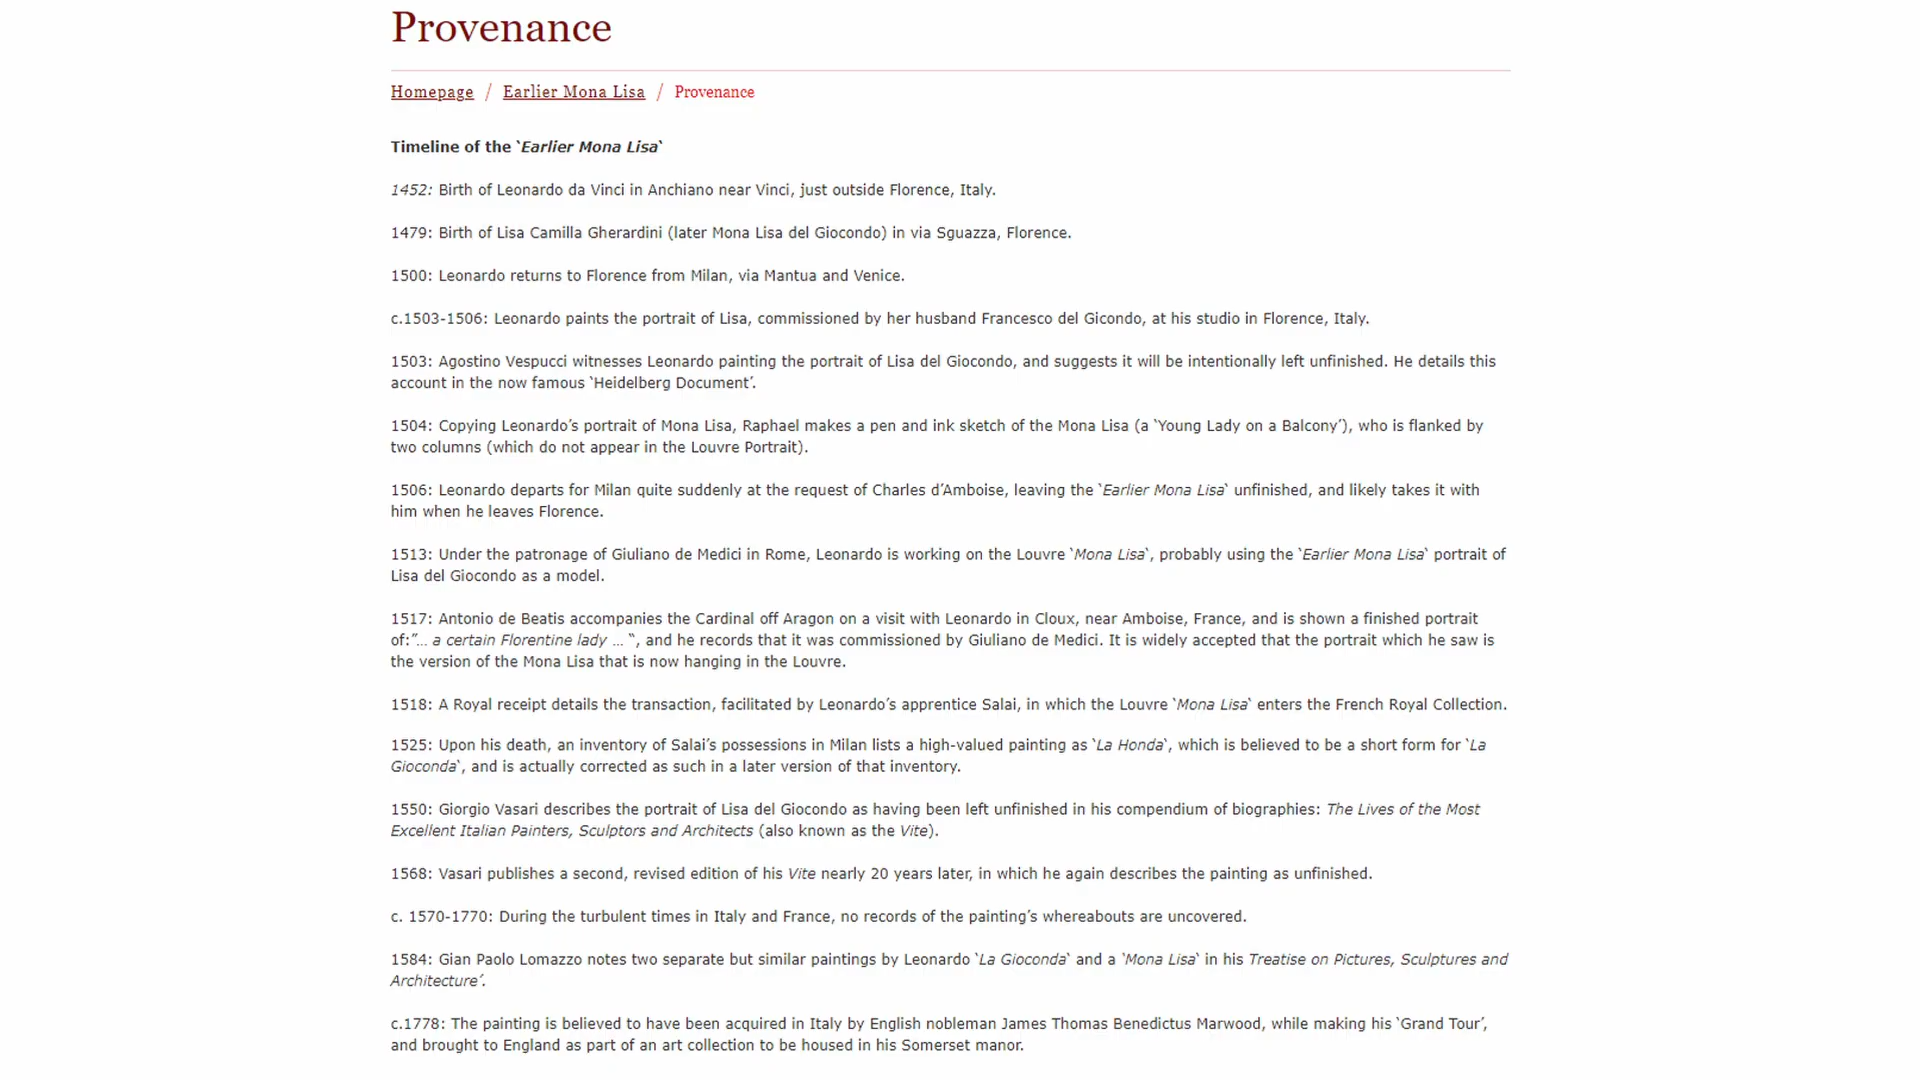 Provenance
Homepage / Earlier Mona Lisa / Provenance
Timeline of the ‘Earlier Mona Lisa‘
1452: Birth of Leonardo da Vinci in Anchiano near Vinci, just outside Florence, Italy.
1479: Birth of Lisa Camilla Gherardini (later Mona Lisa del Giocondo) in via Sguazza, Florence.
1500: Leonardo returns to Florence from Milan, via Mantua and Venice.
c.1503-1506: Leonardo paints the portrait of Lisa, commissioned by her husband Francesco del Gicondo, at his studio in Florence, Italy.
1503: Agostino Vespucci witnesses Leonardo painting the portrait of Lisa del Giocondo, and suggests it will be intentionally left unfinished. He details this
account in the now famous ‘Heidelberg Document’.
1504: Copying Leonardo’s portrait of Mona Lisa, Raphael makes a pen and ink sketch of the Mona Lisa (a ‘Young Lady on a Balcony’), who is flanked by
two columns (which do not appear in the Louvre Portrait).
1506: Leonardo departs for Milan quite suddenly at the request of Charles d’Amboise, leaving the ‘Earlier Mona Lisa‘ unfinished, and likely takes it with
him when he leaves Florence.
1513: Under the patronage of Giuliano de Medici in Rome, Leonardo is working on the Louvre ‘Mona Lisa‘, probably using the ‘Earlier Mona Lisa‘ portrait of
Lisa del Giocondo as a model.
1517: Antonio de Beatis accompanies the Cardinal off Aragon on a visit with Leonardo in Cloux, near Amboise, France, and is shown a finished portrait
of:”… a certain Florentine lady … “, and he records that it was commissioned by Giuliano de Medici. It is widely accepted that the portrait which he saw is
the version of the Mona Lisa that is now hanging in the Louvre.
1518: A Royal receipt details the transaction, facilitated by Leonardo’s apprentice Salai, in which the Louvre ‘Mona Lisa‘ enters the French Royal Collection.
1525: Upon his death, an inventory of Salai’s possessions in Milan lists a high-valued painting as ‘La Honda‘, which is believed to be a short form for ‘La
Gioconda‘, and is actually corrected as such in a later version of that inventory.
1550: Giorgio Vasari describes the portrait of Lisa del Giocondo as having been left unfinished in his compendium of biographies: The Lives of the Most
Excellent Italian Painters, Sculptors and Architects (also known as the Vite).
1568: Vasari publishes a second, revised edition of his Vite nearly 20 years later, in which he again describes the painting as unfinished.
c. 1570-1770: During the turbulent times in Italy and France, no records of the painting’s whereabouts are uncovered.
1584: Gian Paolo Lomazzo notes two separate but similar paintings by Leonardo ‘La Gioconda‘ and a ‘Mona Lisa‘ in his Treatise on Pictures, Sculptures and
Architecture’.
c.1778: The painting is believed to have been acquired in Italy by English nobleman James Thomas Benedictus Marwood, while making his ‘Grand Tour’,
and brought to England as part of an art collection to be housed in his Somerset manor.